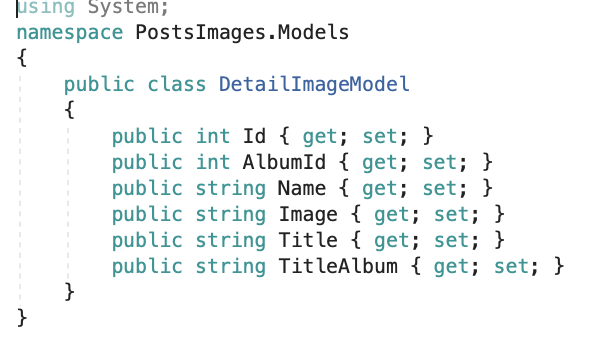 using System;
namespace PostsImages.Models
{
    public class DetailImageModel
    {
        public int Id { get; set; }
        public int AlbumId { get; set; }
        public string Name { get; set; }
        public string Image { get; set; }
        public string Title { get; set; }
        public string TitleAlbum { get; set; }
    }
}